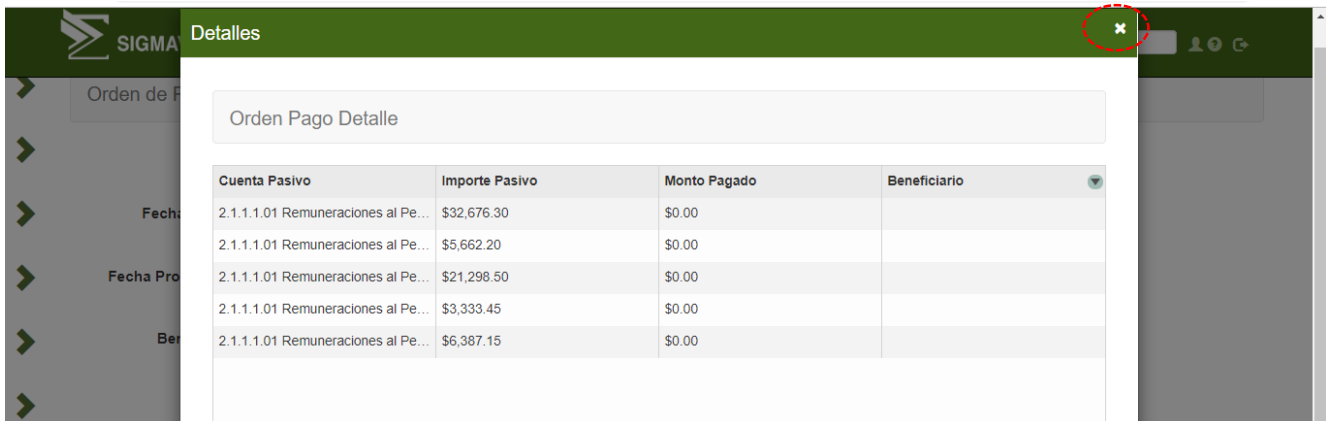 SIGMA
Detalles
Orden de P
Orden Pago Detalle
Cuenta Pasivo Importe Pasivo Monto Pagado Beneficiario
Fecha 2.1.1.1.01 Remuneraciones al Pe... $32,676.30 $0.00
2.1.1.1.01 Remuneraciones al Pe... $5,662.20 $0.00
Fecha Pro 2.1.1.1.01 Remuneraciones al Pe... $21,298.50 $0.00
2.1.1.1.01 Remuneraciones al Pe... $3,333.45 $0.00
Ber 2.1.1.1.01 Remuneraciones al Pe... $6,387.15 $0.00